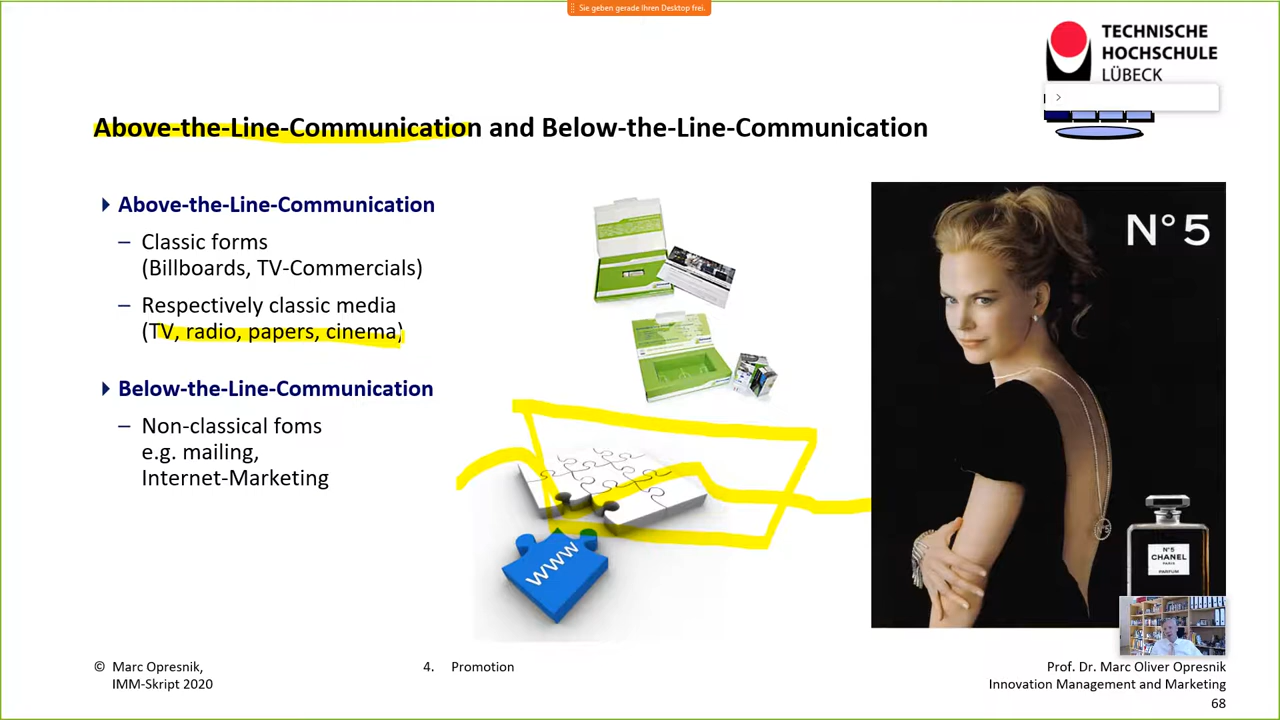 Sie geben gerade Ihren Desktop frei.
TECHNISCHE
HOCHSCHULE
LÜBECK
Above-the-Line-Communication and Below-the-Line-Communication
Above-the-Line-Communication
– Classic forms
(Billboards, TV-Commercials)
– Respectively classic media
(TV, radio, papers, cinema)
Below-the-Line-Communication
– Non-classical foms
e.g. mailing,
Internet-Marketing
www
N°5
N°5
N°5
CHANEL
PARIS
PARFUM
© Marc Opresnik,
IMM-Skript 2020
4. Promotion
Prof. Dr. Marc Oliver Opresnik
Innovation Management and Marketing
68